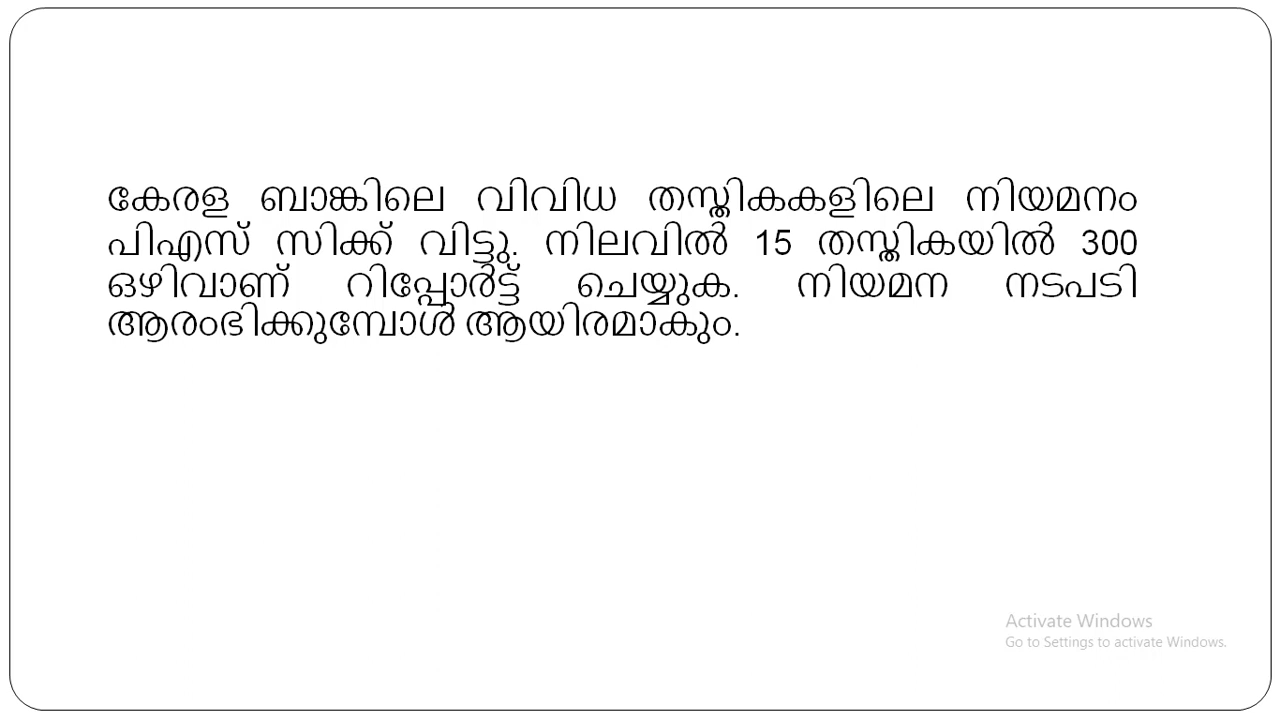 കേരള ബാങ്കിലെ വിവിധ തസ്തികകളിലെ നിയമനം
പിഎസ് സിക്ക് വിട്ടു. നിലവിൽ 15 തസ്തികയിൽ 300
ഒഴിവാണ് റിപ്പോർട്ട് ചെയ്യുക. നിയമന നടപടി
ആരംഭിക്കുമ്പോൾ ആയിരമാകും.
Activate Windows
Go to Settings to activate Windows.